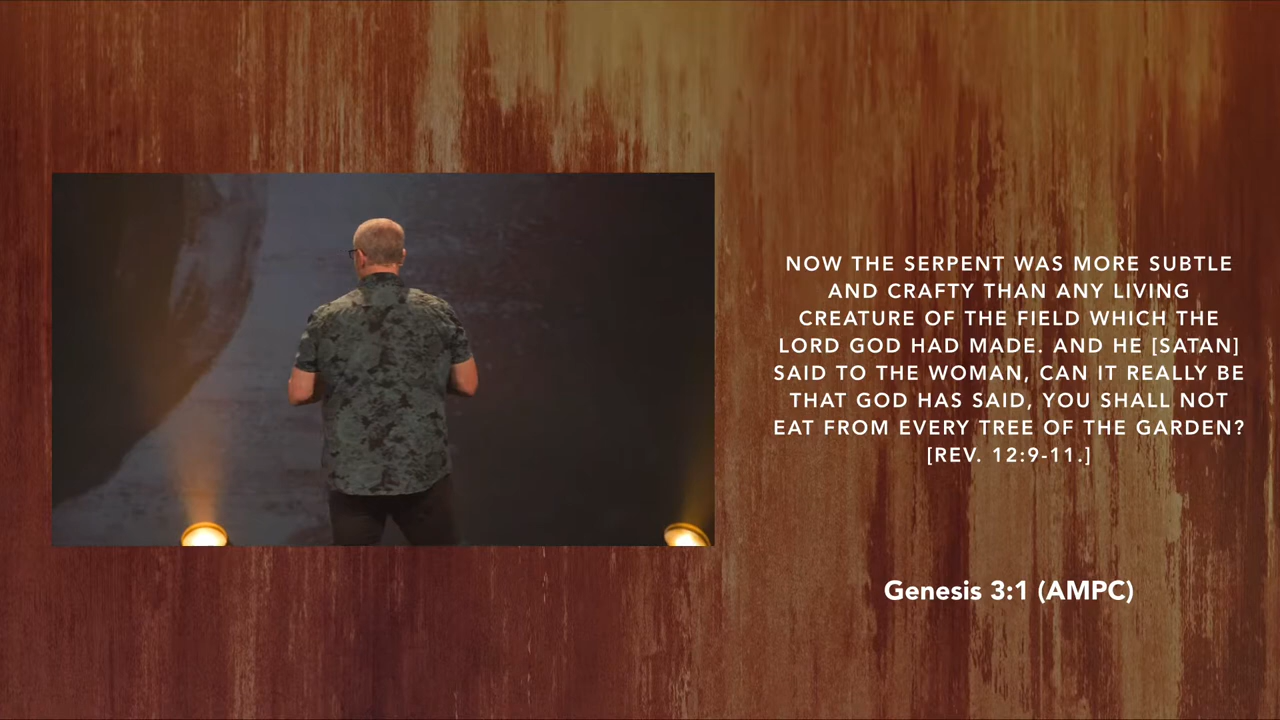 NOW THE SERPENT WAS MORE SUBTLE
AND CRAFTY THAN ANY LIVING
CREATURE OF THE FIELD WHICH THE
LORD GOD HAD MADE. AND HE [SATAN]
SAID TO THE WOMAN, CAN IT REALLY BE
THAT GOD HAS SAID, YOU SHALL NOT
EAT FROM EVERY TREE OF THE GARDEN?
[REV. 12:9-11.]
Genesis 3:1 (AMPC)